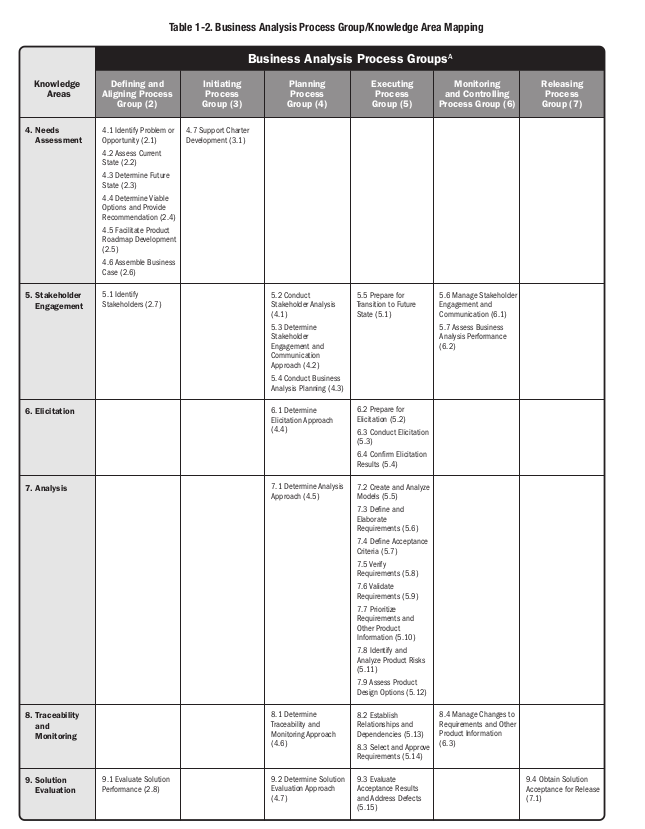 Table 1-2. Business Analysis Process Group/Knowledge Area Mapping
Business Analysis Process GroupsA
Knowledge
Areas
Defining and
Aligning Process
Group (2)
Initiating
Process
Group (3)
Planning
Process
Group (4)
Executing
Process
Group (5)
Monitoring
and Controlling
Process Group (6)
Releasing
Process
Group (7)
4. Needs
Assessment
4.1 Identify Problem or
Opportunity (2.1)
4.2 Assess Current
State (2.2)
4.3 Determine Future
State (2.3)
4.4 Determine Viable
Options and Provide
Recommendation (2.4)
4.5 Facilitate Product
Roadmap Development
(2.5)
4.6 Assemble Business
Case (2.6)
4.7 Support Charter
Development (3.1)
5. Stakeholder
Engagement
5.1 Identify
Stakeholders (2.7)
5.2 Conduct
Stakeholder Analysis
(4.1)
5.3 Determine
Stakeholder
Engagement and
Communication
Approach (4.2)
5.4 Conduct Business
Analysis Planning (4.3)
5.5 Prepare for
Transition to Future
State (5.1)
5.6 Manage Stakeholder
Engagement and
Communication (6.1)
5.7 Assess Business
Analysis Performance
(6.2)
6. Elicitation
6.1 Determine
Elicitation Approach
(4.4)
6.2 Prepare for
Elicitation (5.2)
6.3 Conduct Elicitation
(5.3)
6.4 Confirm Elicitation
Results (5.4)
7. Analysis
7.1 Determine Analysis
Approach (4.5)
7.2 Create and Analyze
Models (5.5)
7.3 Define and
Elaborate
Requirements (5.6)
7.4 Define Acceptance
Criteria (5.7)
7.5 Verify
Requirements (5.8)
7.6 Validate
Requirements (5.9)
7.7 Prioritize
Requirements and
Other Product
Information (5.10)
7.8 Identify and
Analyze Product Risks
(5.11)
7.9 Assess Product
Design Options (5.12)
8. Traceability
and
Monitoring
8.1 Determine
Traceability and
Monitoring Approach
(4.6)
8.2 Establish
Relationships and
Dependencies (5.13)
8.3 Select and Approve
Requirements (5.14)
8.4 Manage Changes to
Requirements and Other
Product Information
(6.3)
9. Solution
Evaluation
9.1 Evaluate Solution
Performance (2.8)
9.2 Determine Solution
Evaluation Approach
(4.7)
9.3 Evaluate
Acceptance Results
and Address Defects
(5.15)
9.4 Obtain Solution
Acceptance for Release
(7.1)